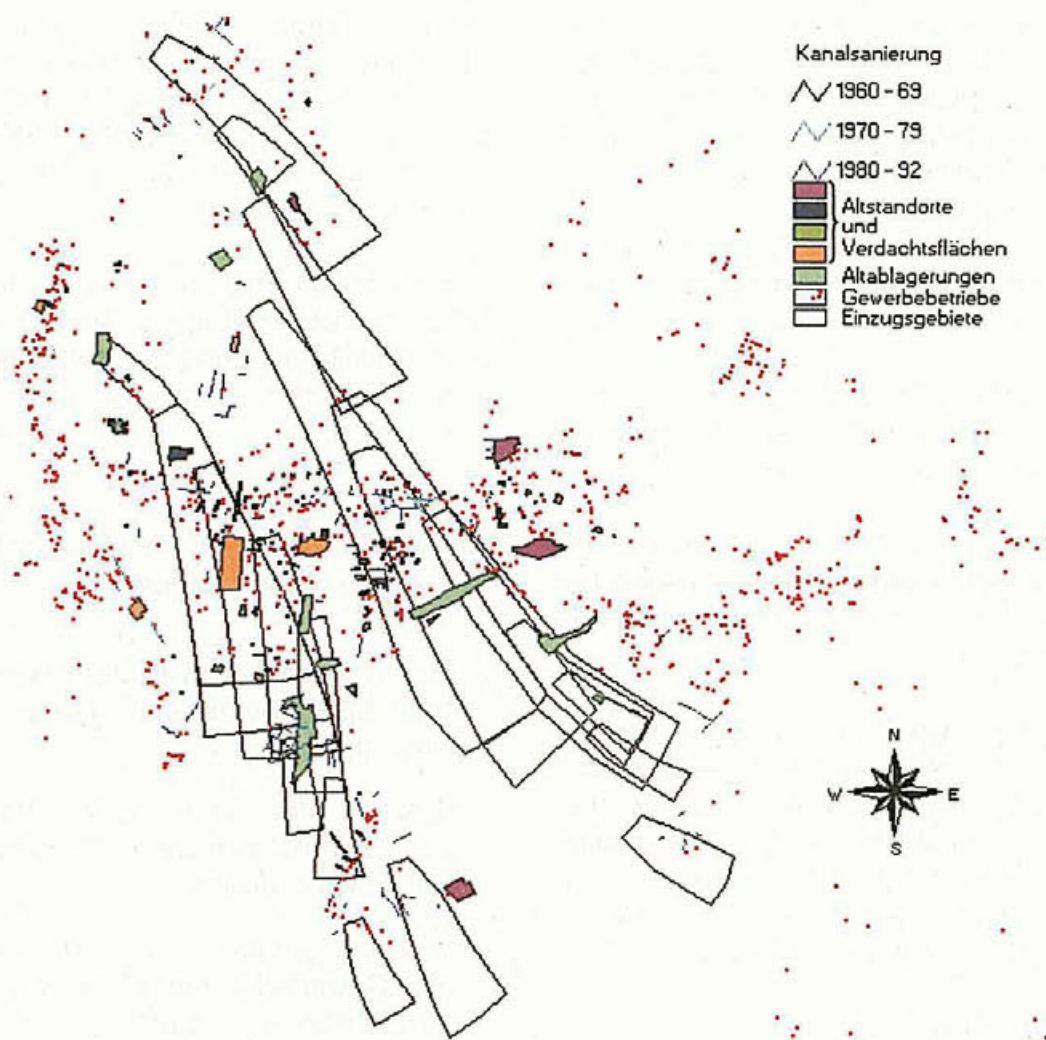 Kanalsanierung
1960 - 69
1970 - 79
1980 - 92
Altstandorte
und
Verdachtsflächen
Altablagerungen
Gewerbebetriebe
Einzugsgebiete
N
W E
S